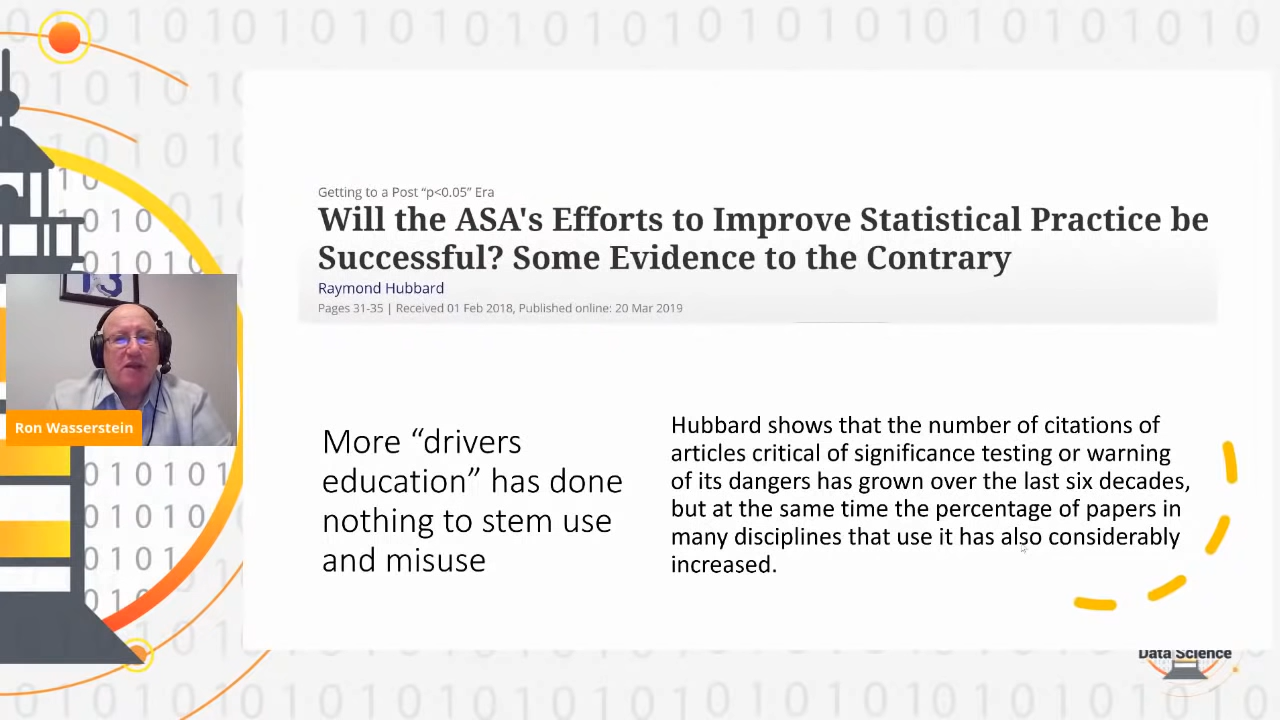 Getting to a Post “p<0.05” Era
Will the ASA's Efforts to Improve Statistical Practice be
Successful? Some Evidence to the Contrary
Raymond Hubbard
Pages 31-35 | Received 01 Feb 2018, Published online: 20 Mar 2019
13
Ron Wasserstein
More “drivers
education” has done
nothing to stem use
and misuse
Hubbard shows that the number of citations of
articles critical of significance testing or warning
of its dangers has grown over the last six decades,
but at the same time the percentage of papers in
many disciplines that use it has also considerably
increased.
Data Science